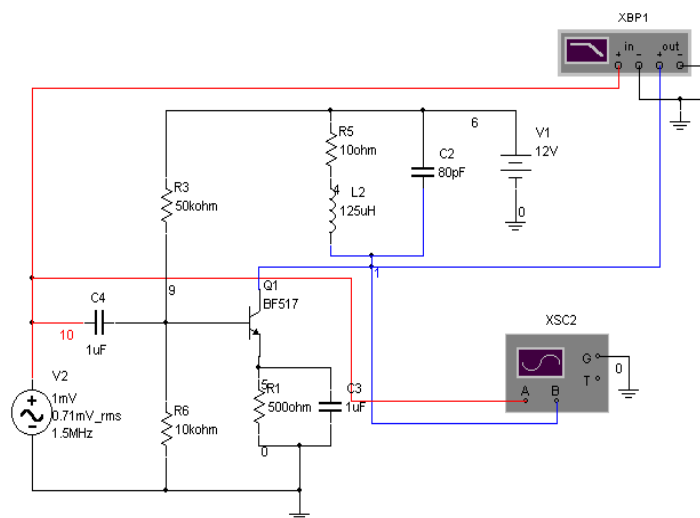 XBP1
in out
+ - + -
6
R5
10ohm
V1
12V
C2
80pF
4 L2
125uH
R3
50kohm
0
1
9
Q1
BF517
C4
10
1uF
XSC2
G
0
T
A B
V2
1mV
0.71mV_rms
1.5MHz
5
R1
500ohm
C3
1uF
R6
10kohm
0